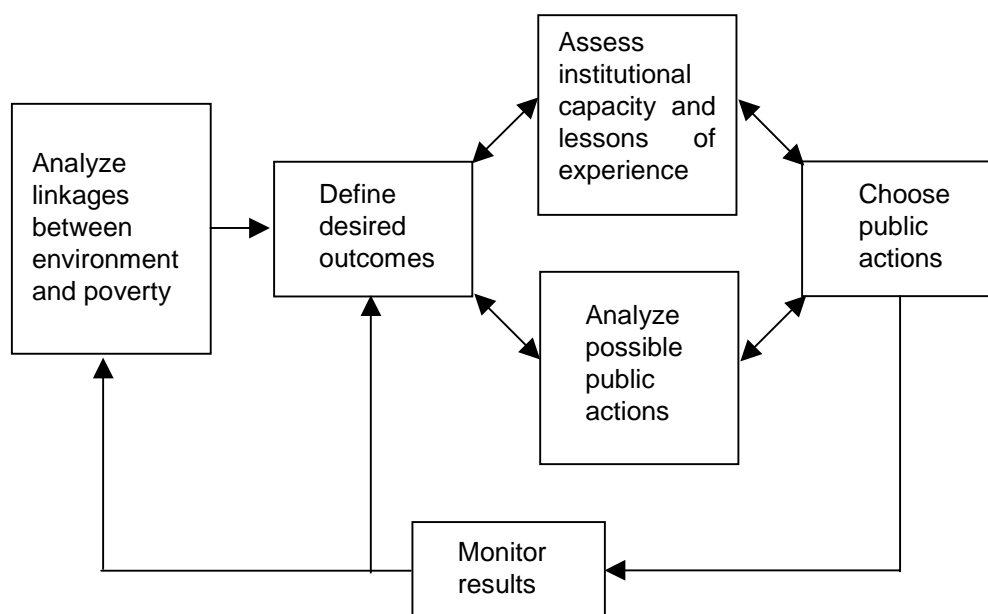 Analyze
linkages
between
environment
and poverty
Define
desired
outcomes
Assess
institutional
capacity and
lessons of
experience
Analyze
possible
public
actions
Choose
public
actions
Monitor
results